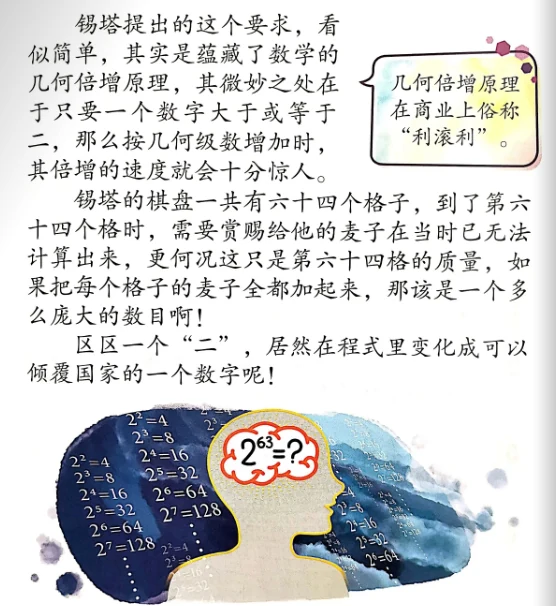 锡塔提出的这个要求，看
似简单，其实是蕴藏了数学的
几何倍增原理，其微妙之处在
于只要一个数字大于或等于
二，那么按几何级数增加时，
其倍增的速度就会十分惊人。
几何倍增原理
在商业上俗称
“利滚利”。
锡塔的棋盘一共有六十四个格子，到了第六
十四个格时，需要赏赐给他的麦子在当时已无法
计算出来，更何况这只是第六十四格的质量，如
果把每个格子的麦子全都加起来，那该是一个多
么庞大的数目啊！
区区一个“二”，居然在程式里变化成可以
倾覆国家的一个数字呢！
2²=4
2³=8
2⁴=16
2⁵=32
2⁶=64
2⁷=128
2²=4
2³=8
2⁴=16
2⁵=32
2⁶=64
2⁷=128
2⁶³=?
2²=4
2⁴=16
2⁵=32
2⁶=64